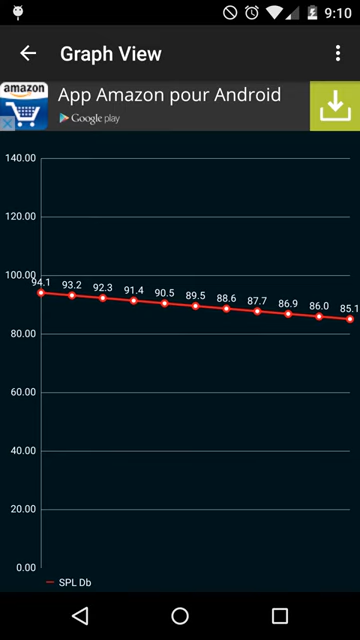 9:10
Graph View
amazon
App Amazon pour Android
Google play
140.00
120.00
100.00
94.1 93.2 92.3 91.4 90.5 89.5 88.6 87.7 86.9 86.0 85.1
80.00
60.00
40.00
20.00
0.00
SPL Db